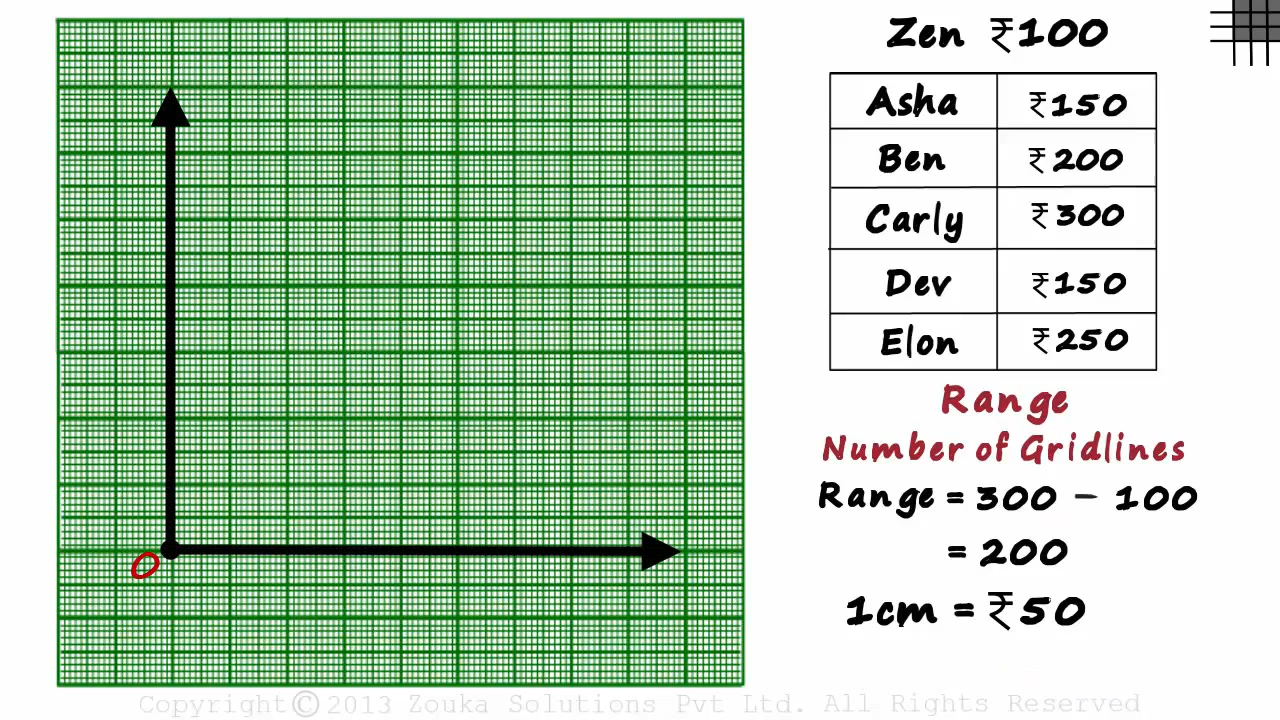 Zen ₹100
Asha ₹150
Ben ₹200
Carly ₹300
Dev ₹150
Elon ₹250
Range
Number of Gridlines
Range = 300 - 100
= 200
1cm = ₹50
O
Copyright© 2013 Zouka Solutions Pvt Ltd. All Rights Reserved